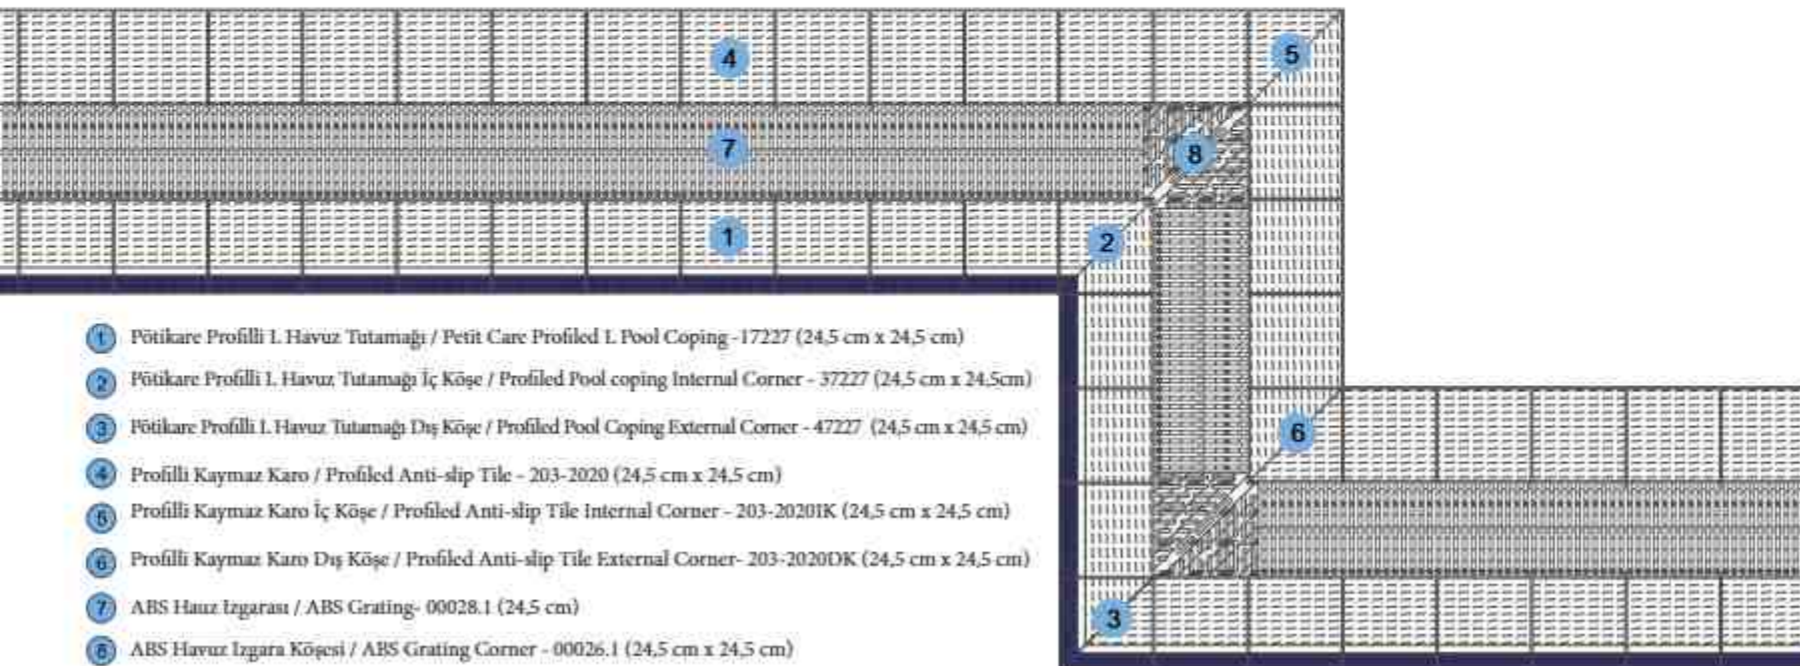 4
5
7
8
1
2
6
3
1 Pötikare Profilli L Havuz Tutamağı / Petit Care Profiled L Pool Coping -17227 (24,5 cm x 24,5 cm)
2 Pötikare Profilli L Havuz Tutamağı İç Köşe / Profiled Pool coping Internal Corner - 37227 (24,5 cm x 24,5cm)
3 Pötikare Profilli L Havuz Tutamağı Dış Köşe / Profiled Pool Coping External Corner - 47227 (24,5 cm x 24,5 cm)
4 Profilli Kaymaz Karo / Profiled Anti-slip Tile - 203-2020 (24,5 cm x 24,5 cm)
5 Profilli Kaymaz Karo İç Köşe / Profiled Anti-slip Tile Internal Corner - 203-2020IK (24,5 cm x 24,5 cm)
6 Profilli Kaymaz Karo Dış Köşe / Profiled Anti-slip Tile External Corner- 203-2020DK (24,5 cm x 24,5 cm)
7 ABS Hauz Izgarası / ABS Grating- 00028.1 (24,5 cm)
8 ABS Havuz Izgara Köşesi / ABS Grating Corner - 00026.1 (24,5 cm x 24,5 cm)